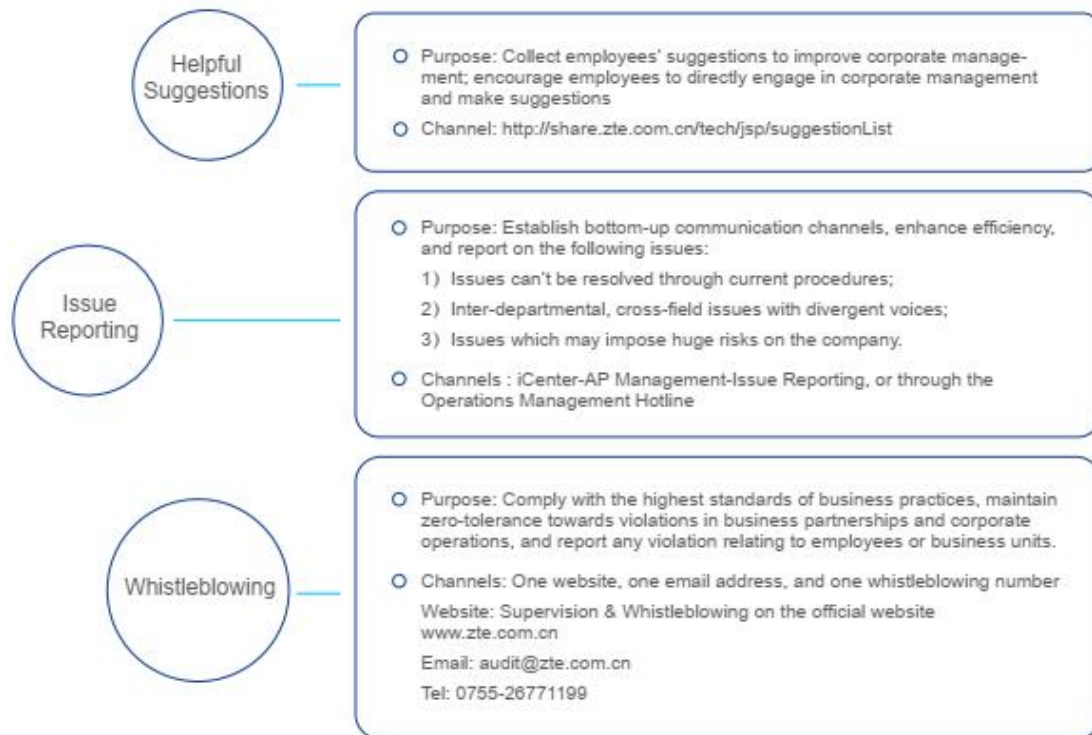 Helpful
Suggestions
Purpose: Collect employees' suggestions to improve corporate manage-
ment; encourage employees to directly engage in corporate management
and make suggestions
Channel: http://share.zte.com.cn/tech/jsp/suggestionList
Issue
Reporting
Purpose: Establish bottom-up communication channels, enhance efficiency,
and report on the following issues:
1) Issues can't be resolved through current procedures;
2) Inter-departmental, cross-field issues with divergent voices;
3) Issues which may impose huge risks on the company.
Channels : iCenter-AP Management-Issue Reporting, or through the
Operations Management Hotline
Whistleblowing
Purpose: Comply with the highest standards of business practices, maintain
zero-tolerance towards violations in business partnerships and corporate
operations, and report any violation relating to employees or business units.
Channels: One website, one email address, and one whistleblowing number
Website: Supervision & Whistleblowing on the official website
www.zte.com.cn
Email: audit@zte.com.cn
Tel: 0755-26771199